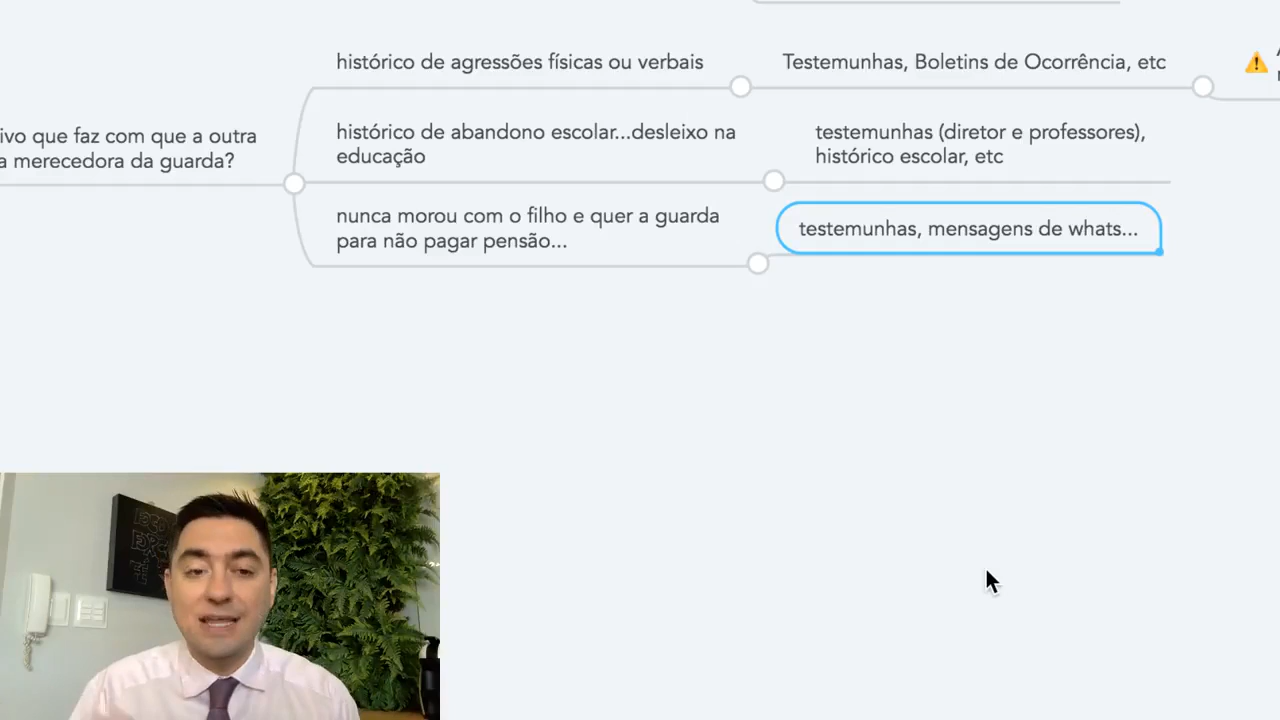 histórico de agressões físicas ou verbais
Testemunhas, Boletins de Ocorrência, etc
ivo que faz com que a outra
a merecedora da guarda?
histórico de abandono escolar...desleixo na
educação
testemunhas (diretor e professores),
histórico escolar, etc
nunca morou com o filho e quer a guarda
para não pagar pensão...
testemunhas, mensagens de whats...